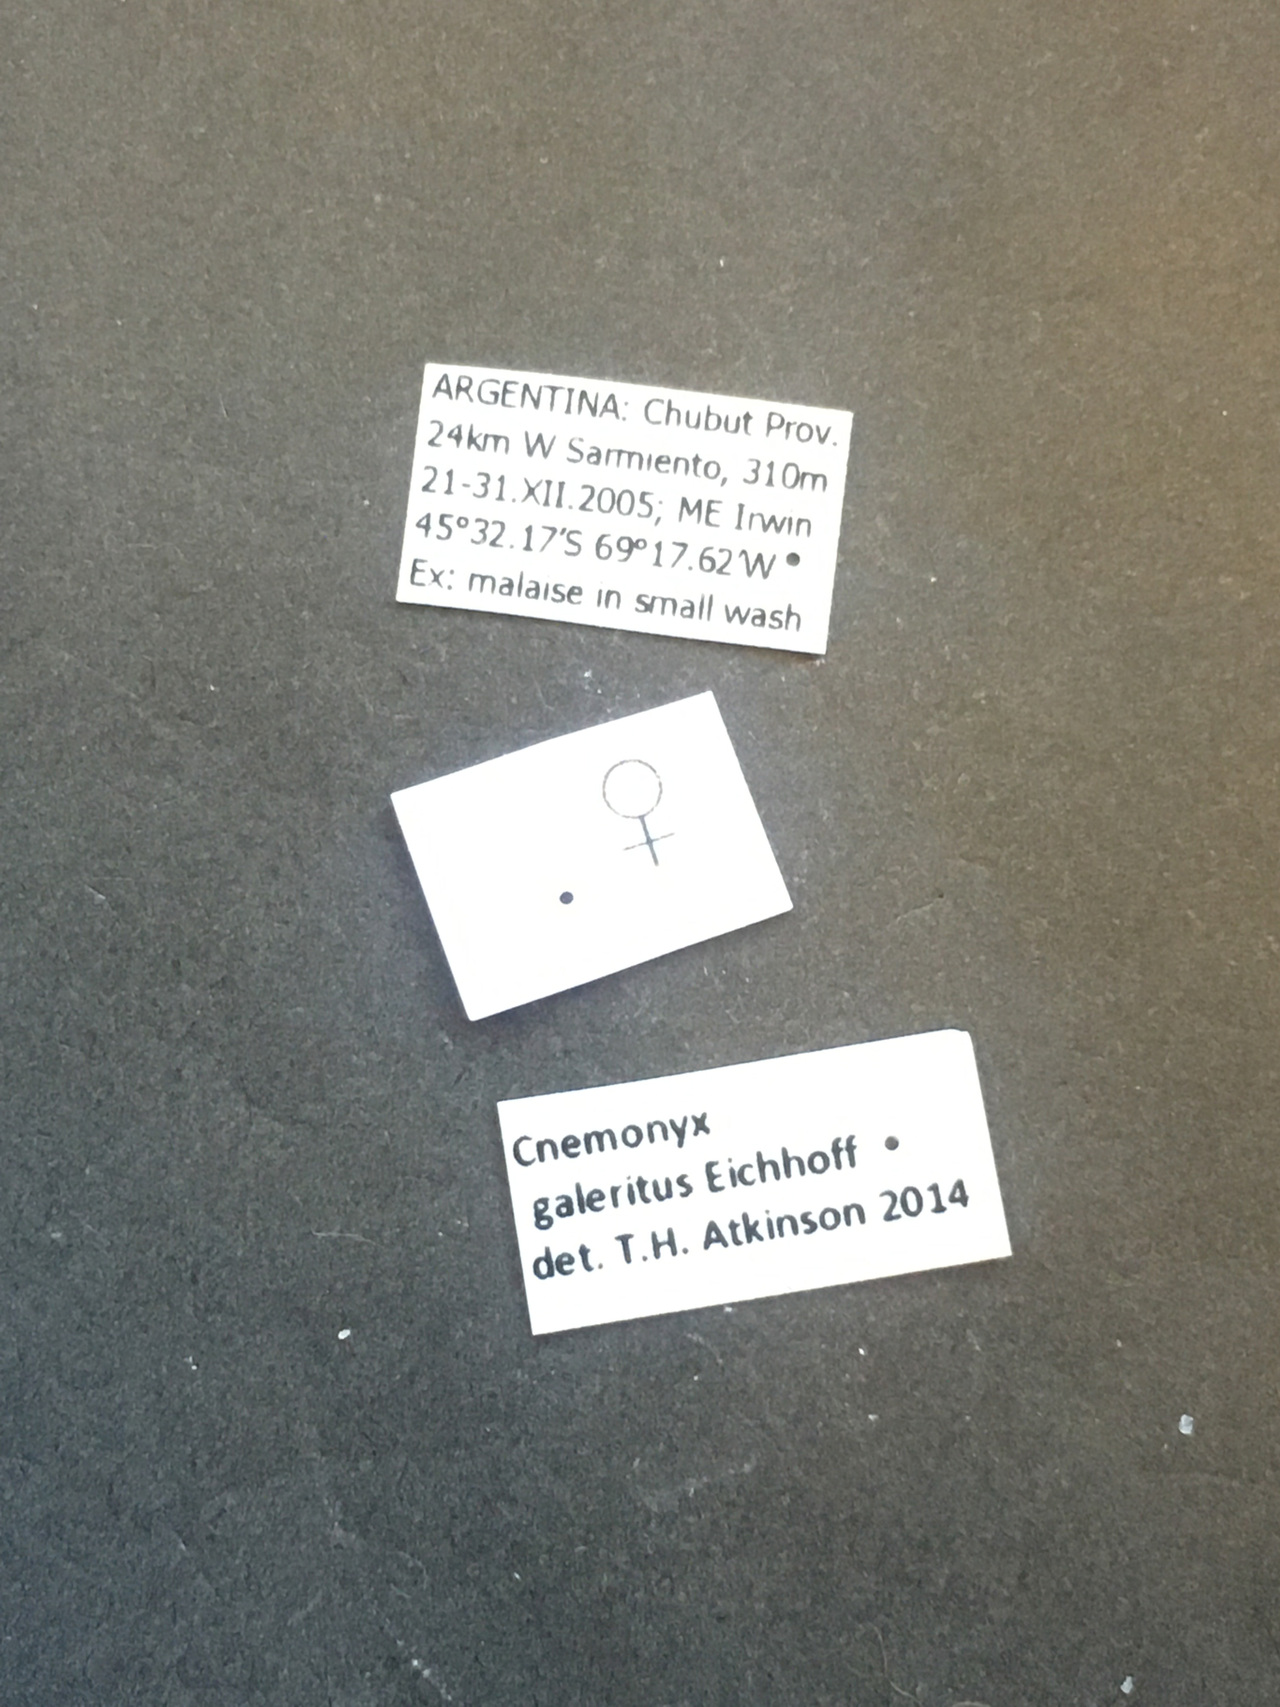 ARGENTINA: Chubut Prov.
24km W Sarmiento, 310m
21-31.XII.2005; ME Irwin
45°32.17'S 69°17.62'W
Ex: malaise in small wash
♀
Cnemonyx
galeritus Eichhoff
det. T.H. Atkinson 2014